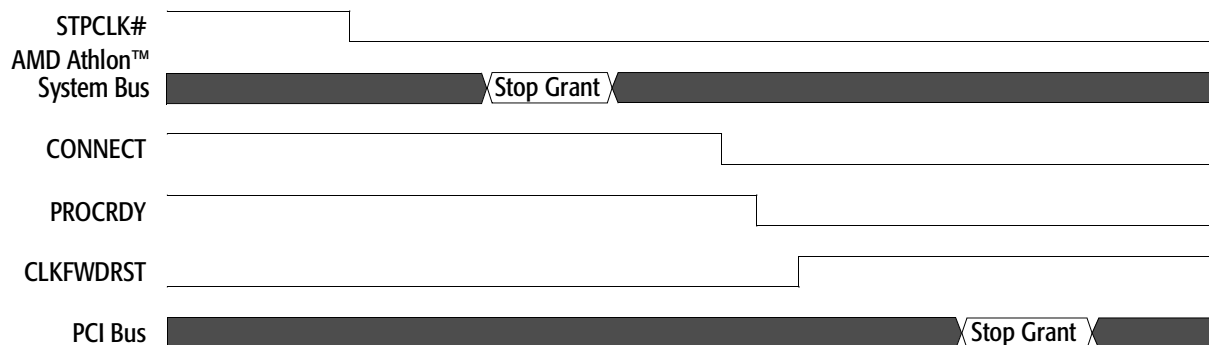 STPCLK#
AMD Athlon™
System Bus
Stop Grant
CONNECT
PROCRDY
CLKFWDRST
PCI Bus
Stop Grant